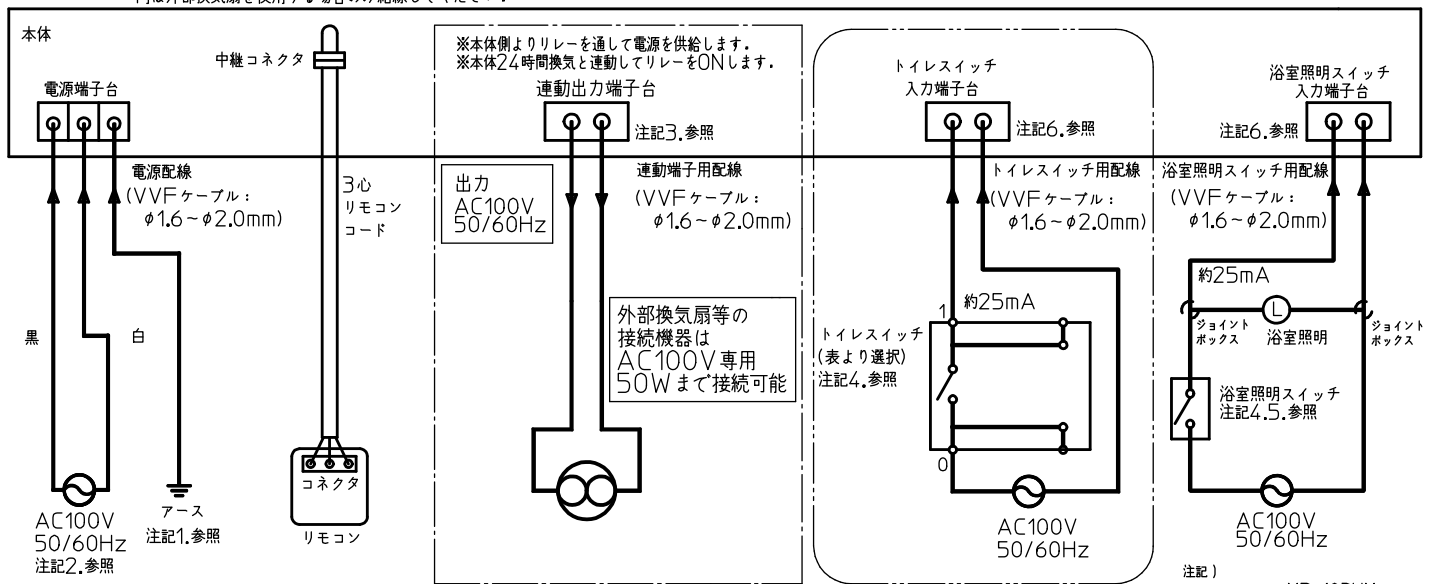 本体
電源端子台
中継コネクタ
※本体側よりリレーを通して電源を供給します。
※本体24時間換気と連動してリレーをONします。
連動出力端子台
注記3.参照
トイレスイッチ
入力端子台
注記6.参照
浴室照明スイッチ
入力端子台
注記6.参照
電源配線
(VVFケーブル:
φ1.6~φ2.0mm)
3心
リモコン
コード
出力
AC100V
50/60Hz
連動端子用配線
(VVFケーブル:
φ1.6~φ2.0mm)
トイレスイッチ用配線
(VVFケーブル:
φ1.6~φ2.0mm)
浴室照明スイッチ用配線
(VVFケーブル:
φ1.6~φ2.0mm)
黒
白
外部換気扇等の
接続機器は
AC100V専用
50Wまで接続可能
1
約25mA
トイレスイッチ
(表より選択)
注記4.参照
0
約25mA
L
ジョイント
ボックス
浴室照明
ジョイント
ボックス
浴室照明スイッチ
注記4.5.参照
コネクタ
リモコン
アース
注記1.参照
AC100V
50/60Hz
注記2.参照
AC100V
50/60Hz
AC100V
50/60Hz
注記)